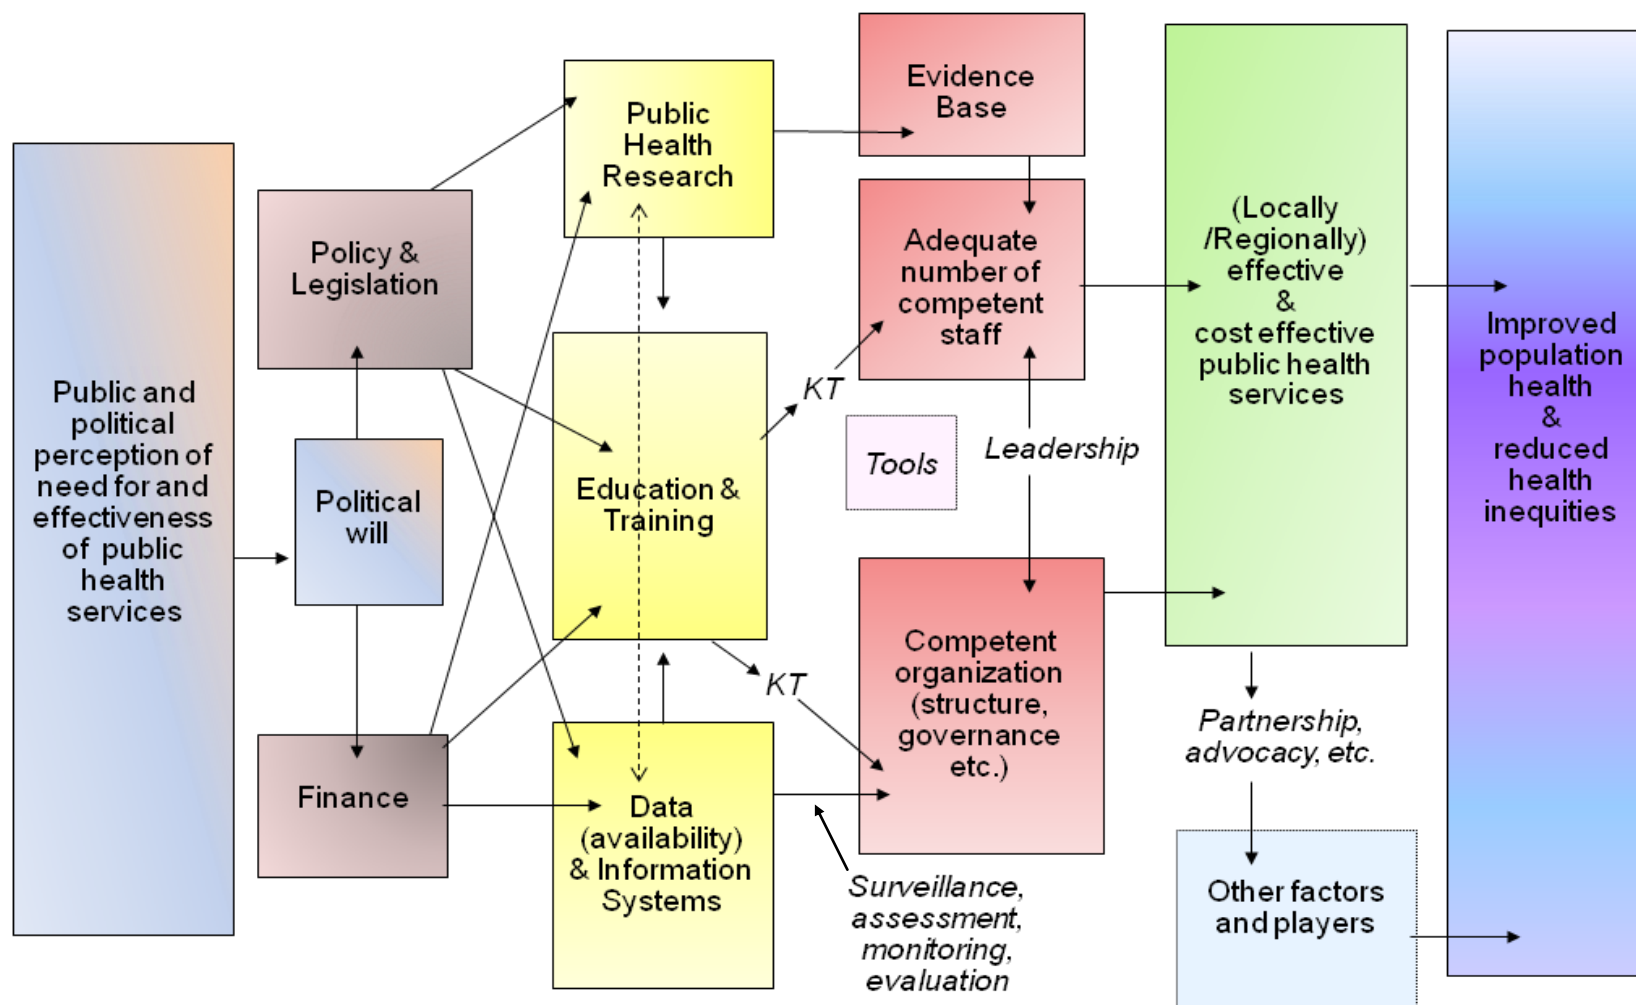 Public and
political
perception of
need for and
effectiveness
of public
health
services
Policy &
Legislation
Political
will
Finance
Public
Health
Research
Education &
Training
Data
(availability)
& Information
Systems
KT
KT
Surveillance,
assessment,
monitoring,
evaluation
Evidence
Base
Adequate
number of
competent
staff
Tools
Leadership
Competent
organization
(structure,
governance
etc.)
(Locally
/Regionally)
effective
&
cost effective
public health
services
Partnership,
advocacy, etc.
Other factors
and players
Improved
population
health
&
reduced
health
inequities